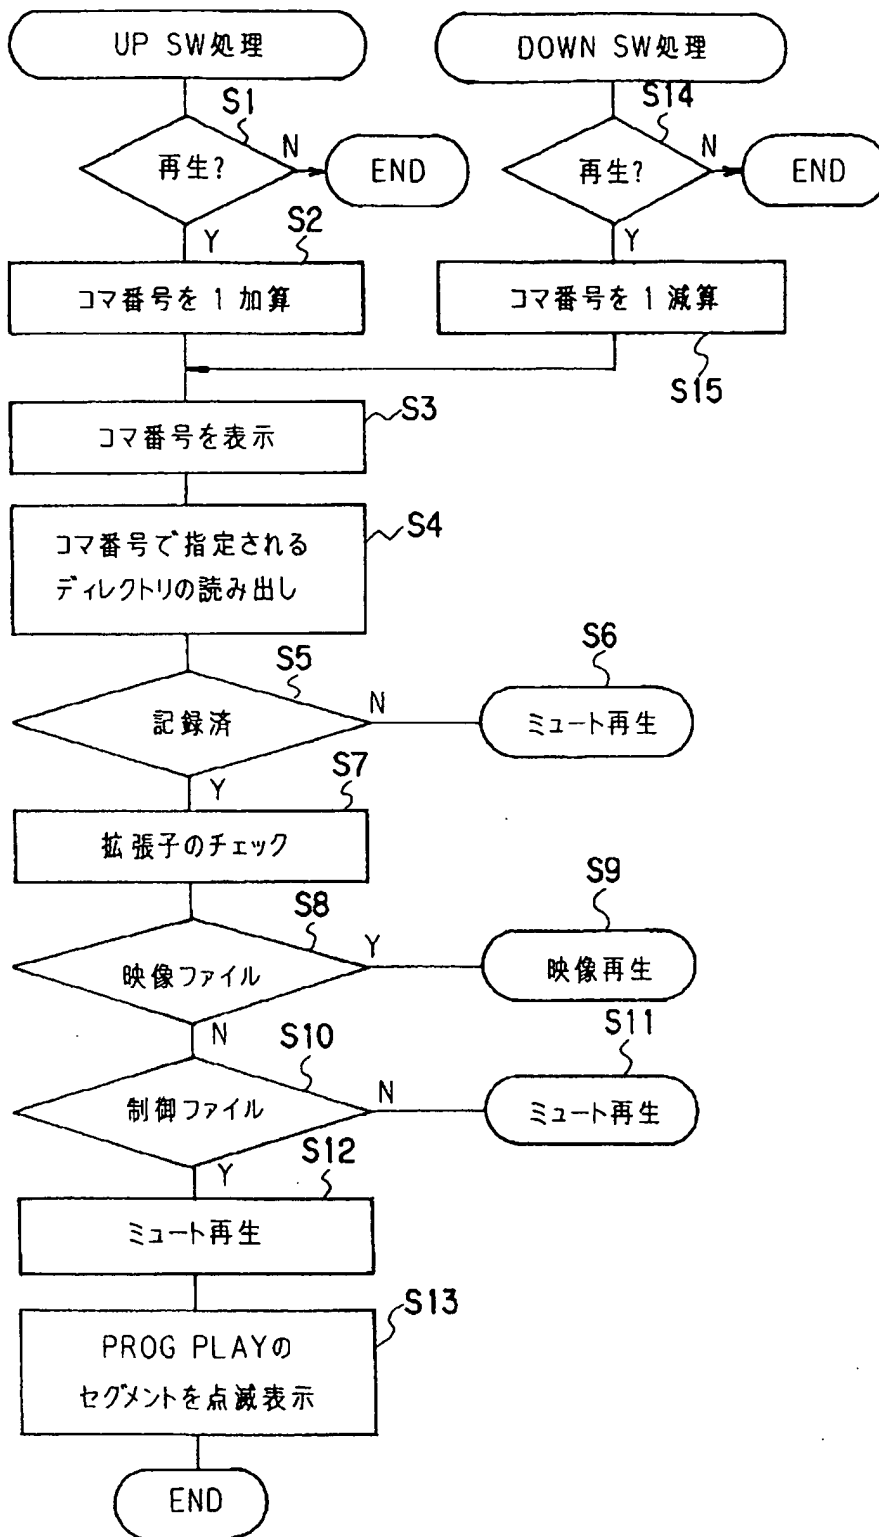 UP SW処理
DOWN SW処理
S1
S14
再生?
N
END
再生?
N
END
Y
S2
Y
コマ番号を1加算
コマ番号を1減算
S15
S3
コマ番号を表示
S4
コマ番号で指定される
ディレクトリの読み出し
S5
S6
記録済
N
ミュート再生
Y
S7
拡張子のチェック
S8
S9
映像ファイル
Y
映像再生
N
S10
S11
制御ファイル
N
ミュート再生
Y
S12
ミュート再生
S13
PROG PLAYの
セグメントを点滅表示
END